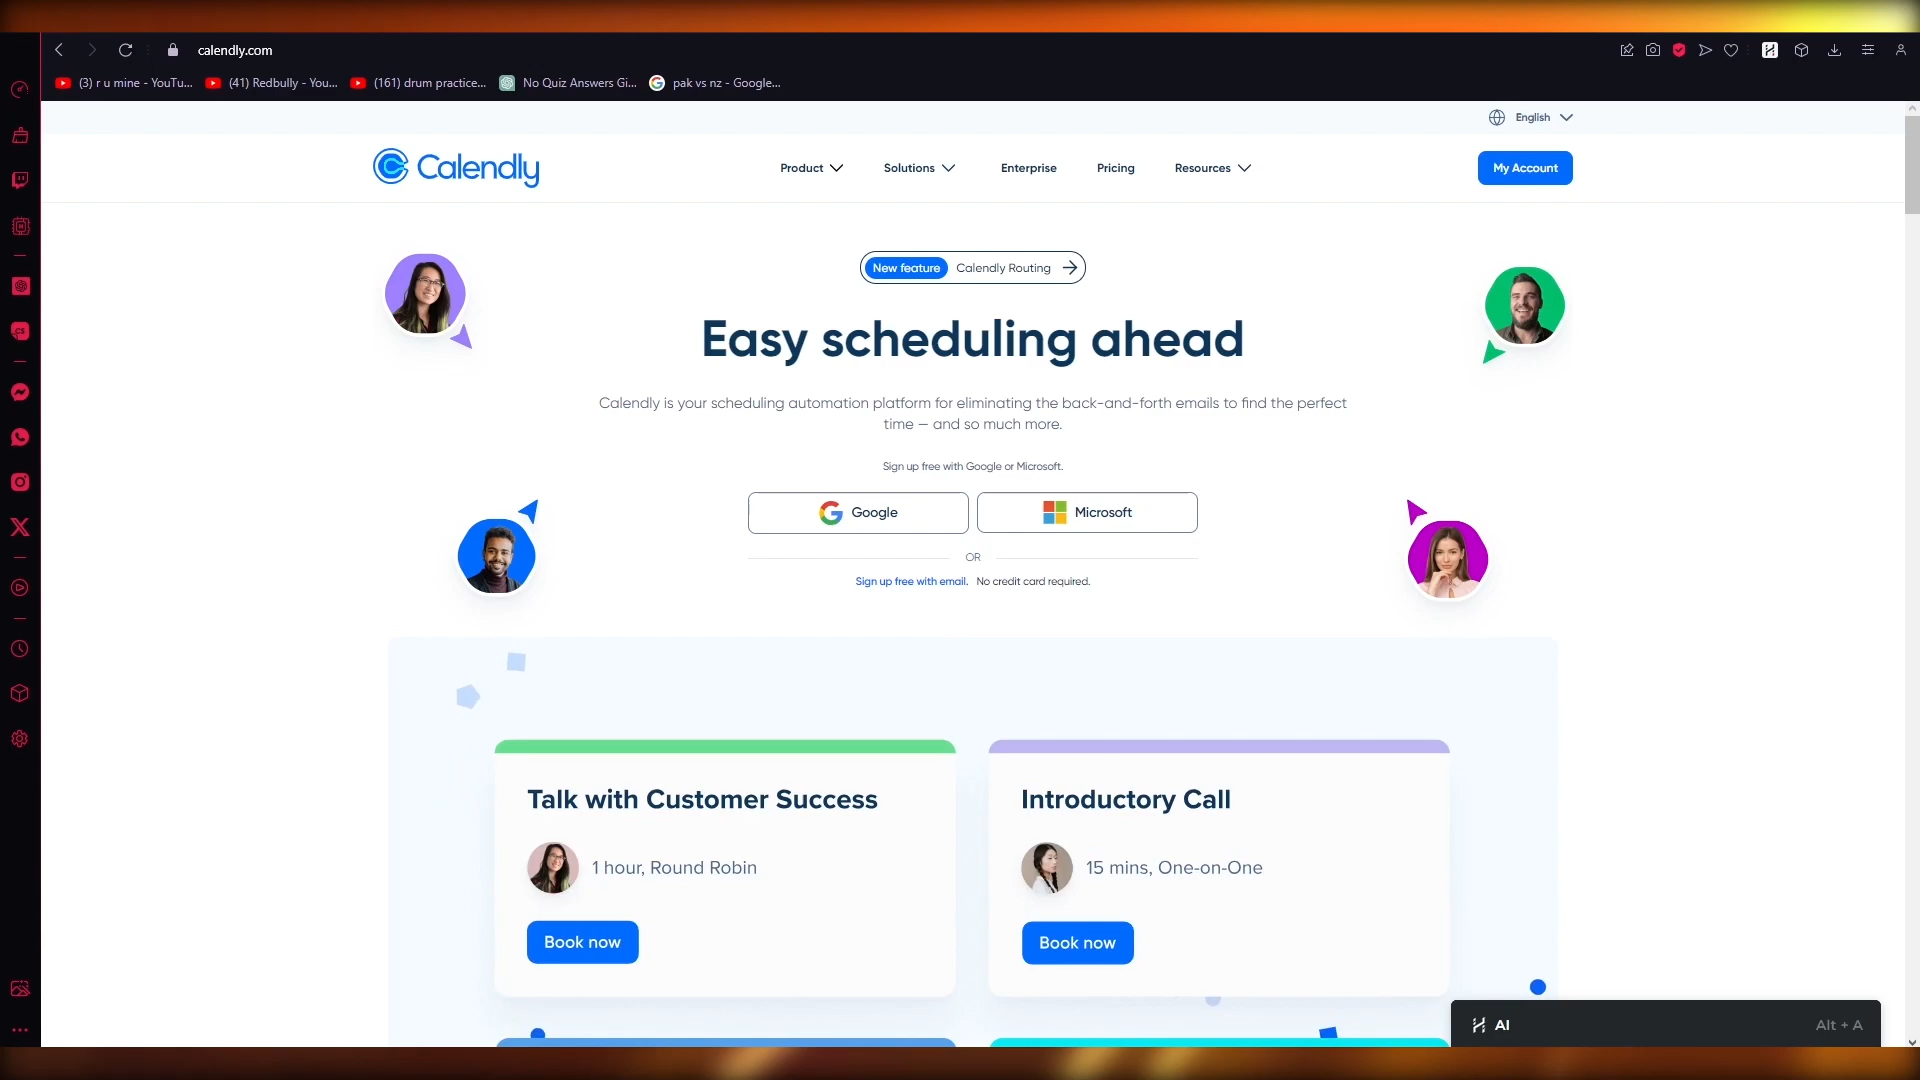 calendly.com
(3) r u mine - YouTu...
(41) Redbully - You...
(161) drum practice...
No Quiz Answers Gi...
pak vs nz - Google...
English
Calendly
Product
Solutions
Enterprise
Pricing
Resources
My Account
New feature Calendly Routing
Easy scheduling ahead
Calendly is your scheduling automation platform for eliminating the back-and-forth emails to find the perfect
time — and so much more.
Sign up free with Google or Microsoft.
Google
Microsoft
OR
Sign up free with email. No credit card required.
Talk with Customer Success
1 hour, Round Robin
Book now
Introductory Call
15 mins, One-on-One
Book now
AI
Alt + A